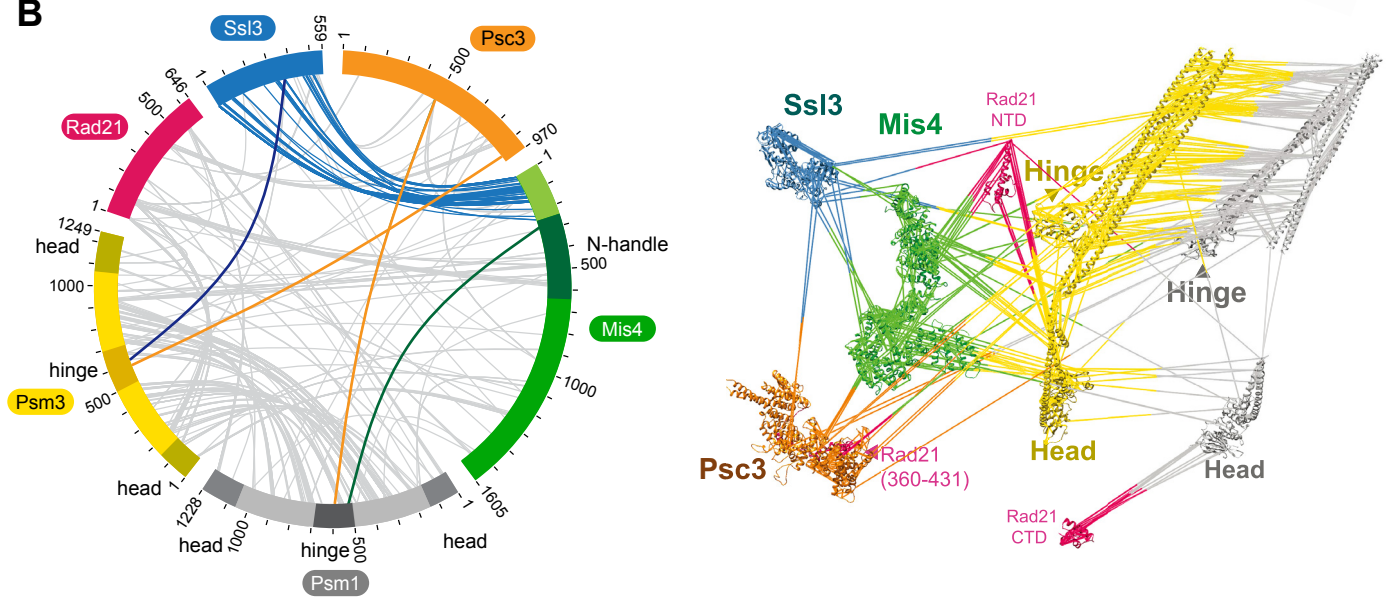 B
Ssl3
559
1
Psc3
500
970
1
646
500
Rad21
1
1
1249
head
1000
hinge
500
Psm3
head
1
1228
head
1000
hinge
500
Psm1
head
1
1605
1000
Mis4
500
N-handle
Ssl3
Mis4
Rad21
NTD
Hinge
Hinge
Psc3
Rad21
(360-431)
Head
Head
Rad21
CTD